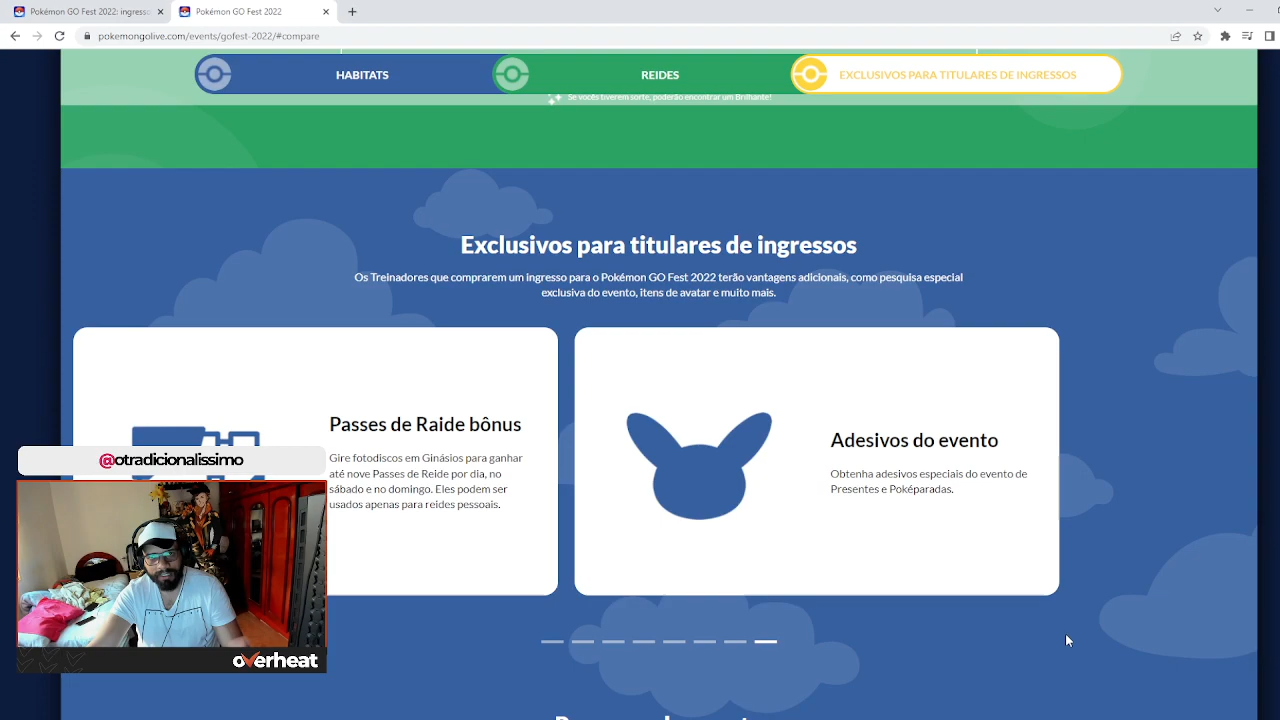 Pokémon GO Fest 2022: ingresso
Pokémon GO Fest 2022
pokemongolive.com/events/gofest-2022/#compare
HABITATS
REIDES
EXCLUSIVOS PARA TITULARES DE INGRESSOS
Se vocês tiverem sorte, poderão encontrar um Brilhante!
Exclusivos para titulares de ingressos
Os Treinadores que comprarem um ingresso para o Pokémon GO Fest 2022 terão vantagens adicionais, como pesquisa especial
exclusiva do evento, itens de avatar e muito mais.
Passes de Raide bônus
Gire fotodiscos em Ginásios para ganhar
até nove Passes de Reide por dia, no
sábado e no domingo. Eles podem ser
usados apenas para reides pessoais.
Adesivos do evento
Obtenha adesivos especiais do evento de
Presentes e Poképaradas.
@otradicionalissimo
overheat